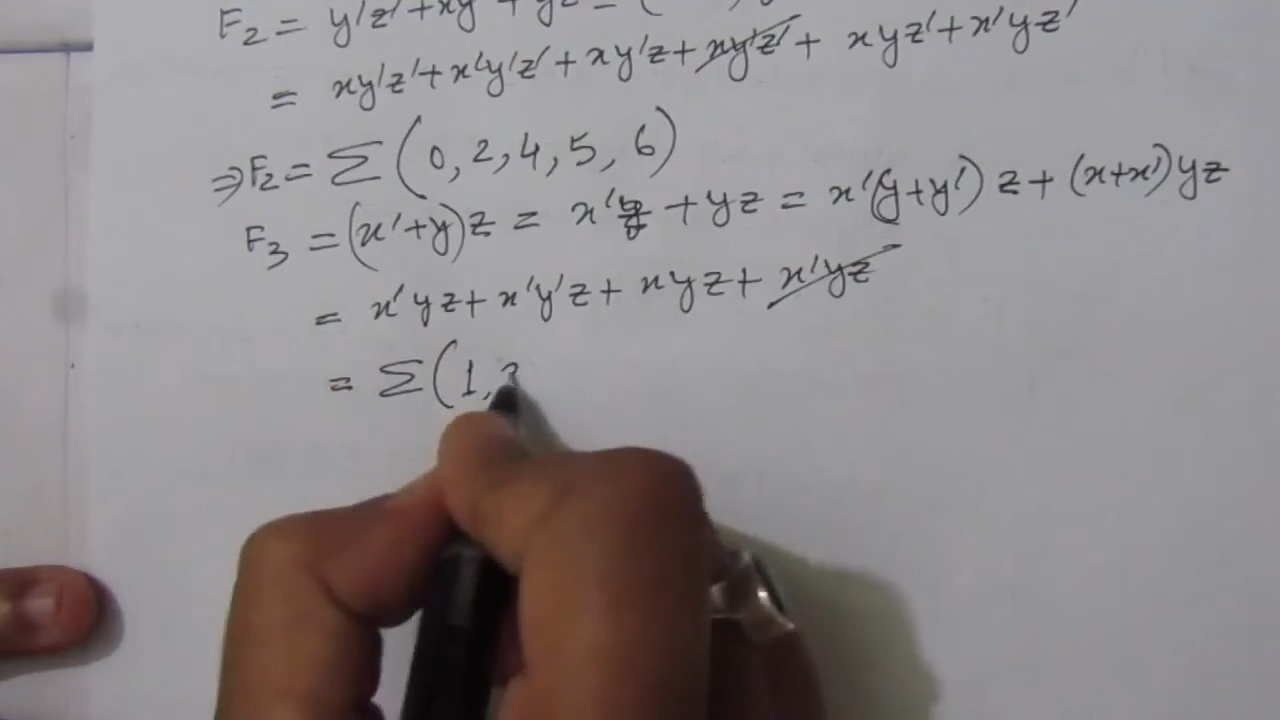 F2 = y'z' + xy' + yz' = (
= xy'z' + x'y'z' + xy'z + xy'z' + xyz' + x'yz'
⇒ F2 = Σ (0, 2, 4, 5, 6)
F3 = (x' + y)z = x'z + yz = x'(y+y')z + (x+x')yz
= x'yz + x'y'z + xyz + x'yz
= Σ(1,